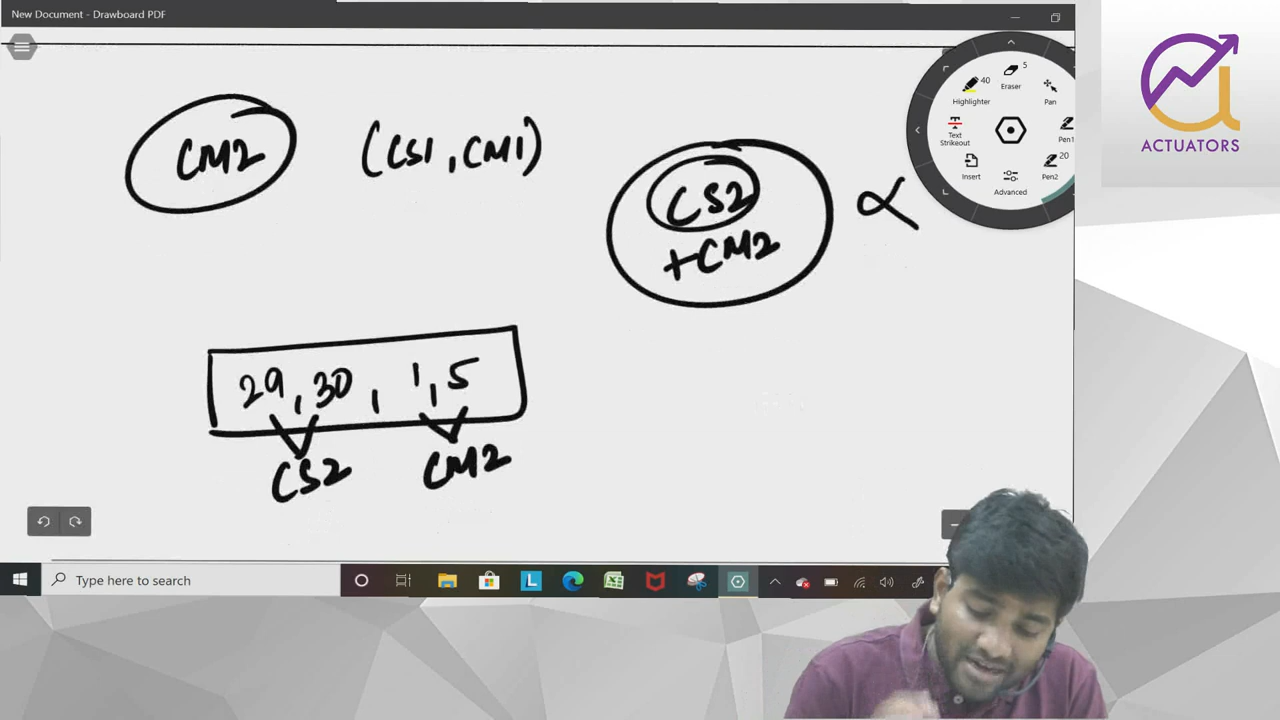 New Document - Drawboard PDF
CM2 (CS1, CM1)
CS2
+CM2
29, 30, 1, 5
CS2 CM2
Highlighter
40
Eraser
5
Pan
Text
Strikeout
Pen1
Insert
Advanced
Pen2
20
ACTUATORS
Type here to search